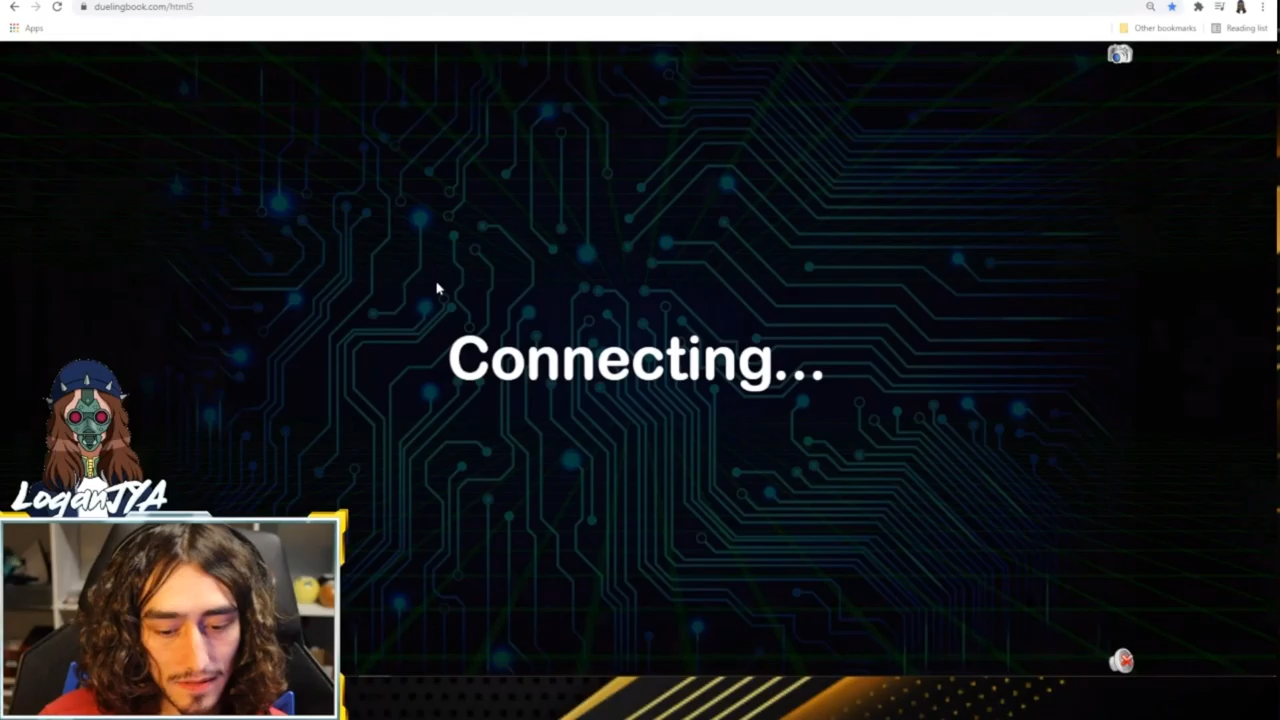 duelingbook.com/html5
Apps
Other bookmarks
Reading list
Connecting...
LoganJYA